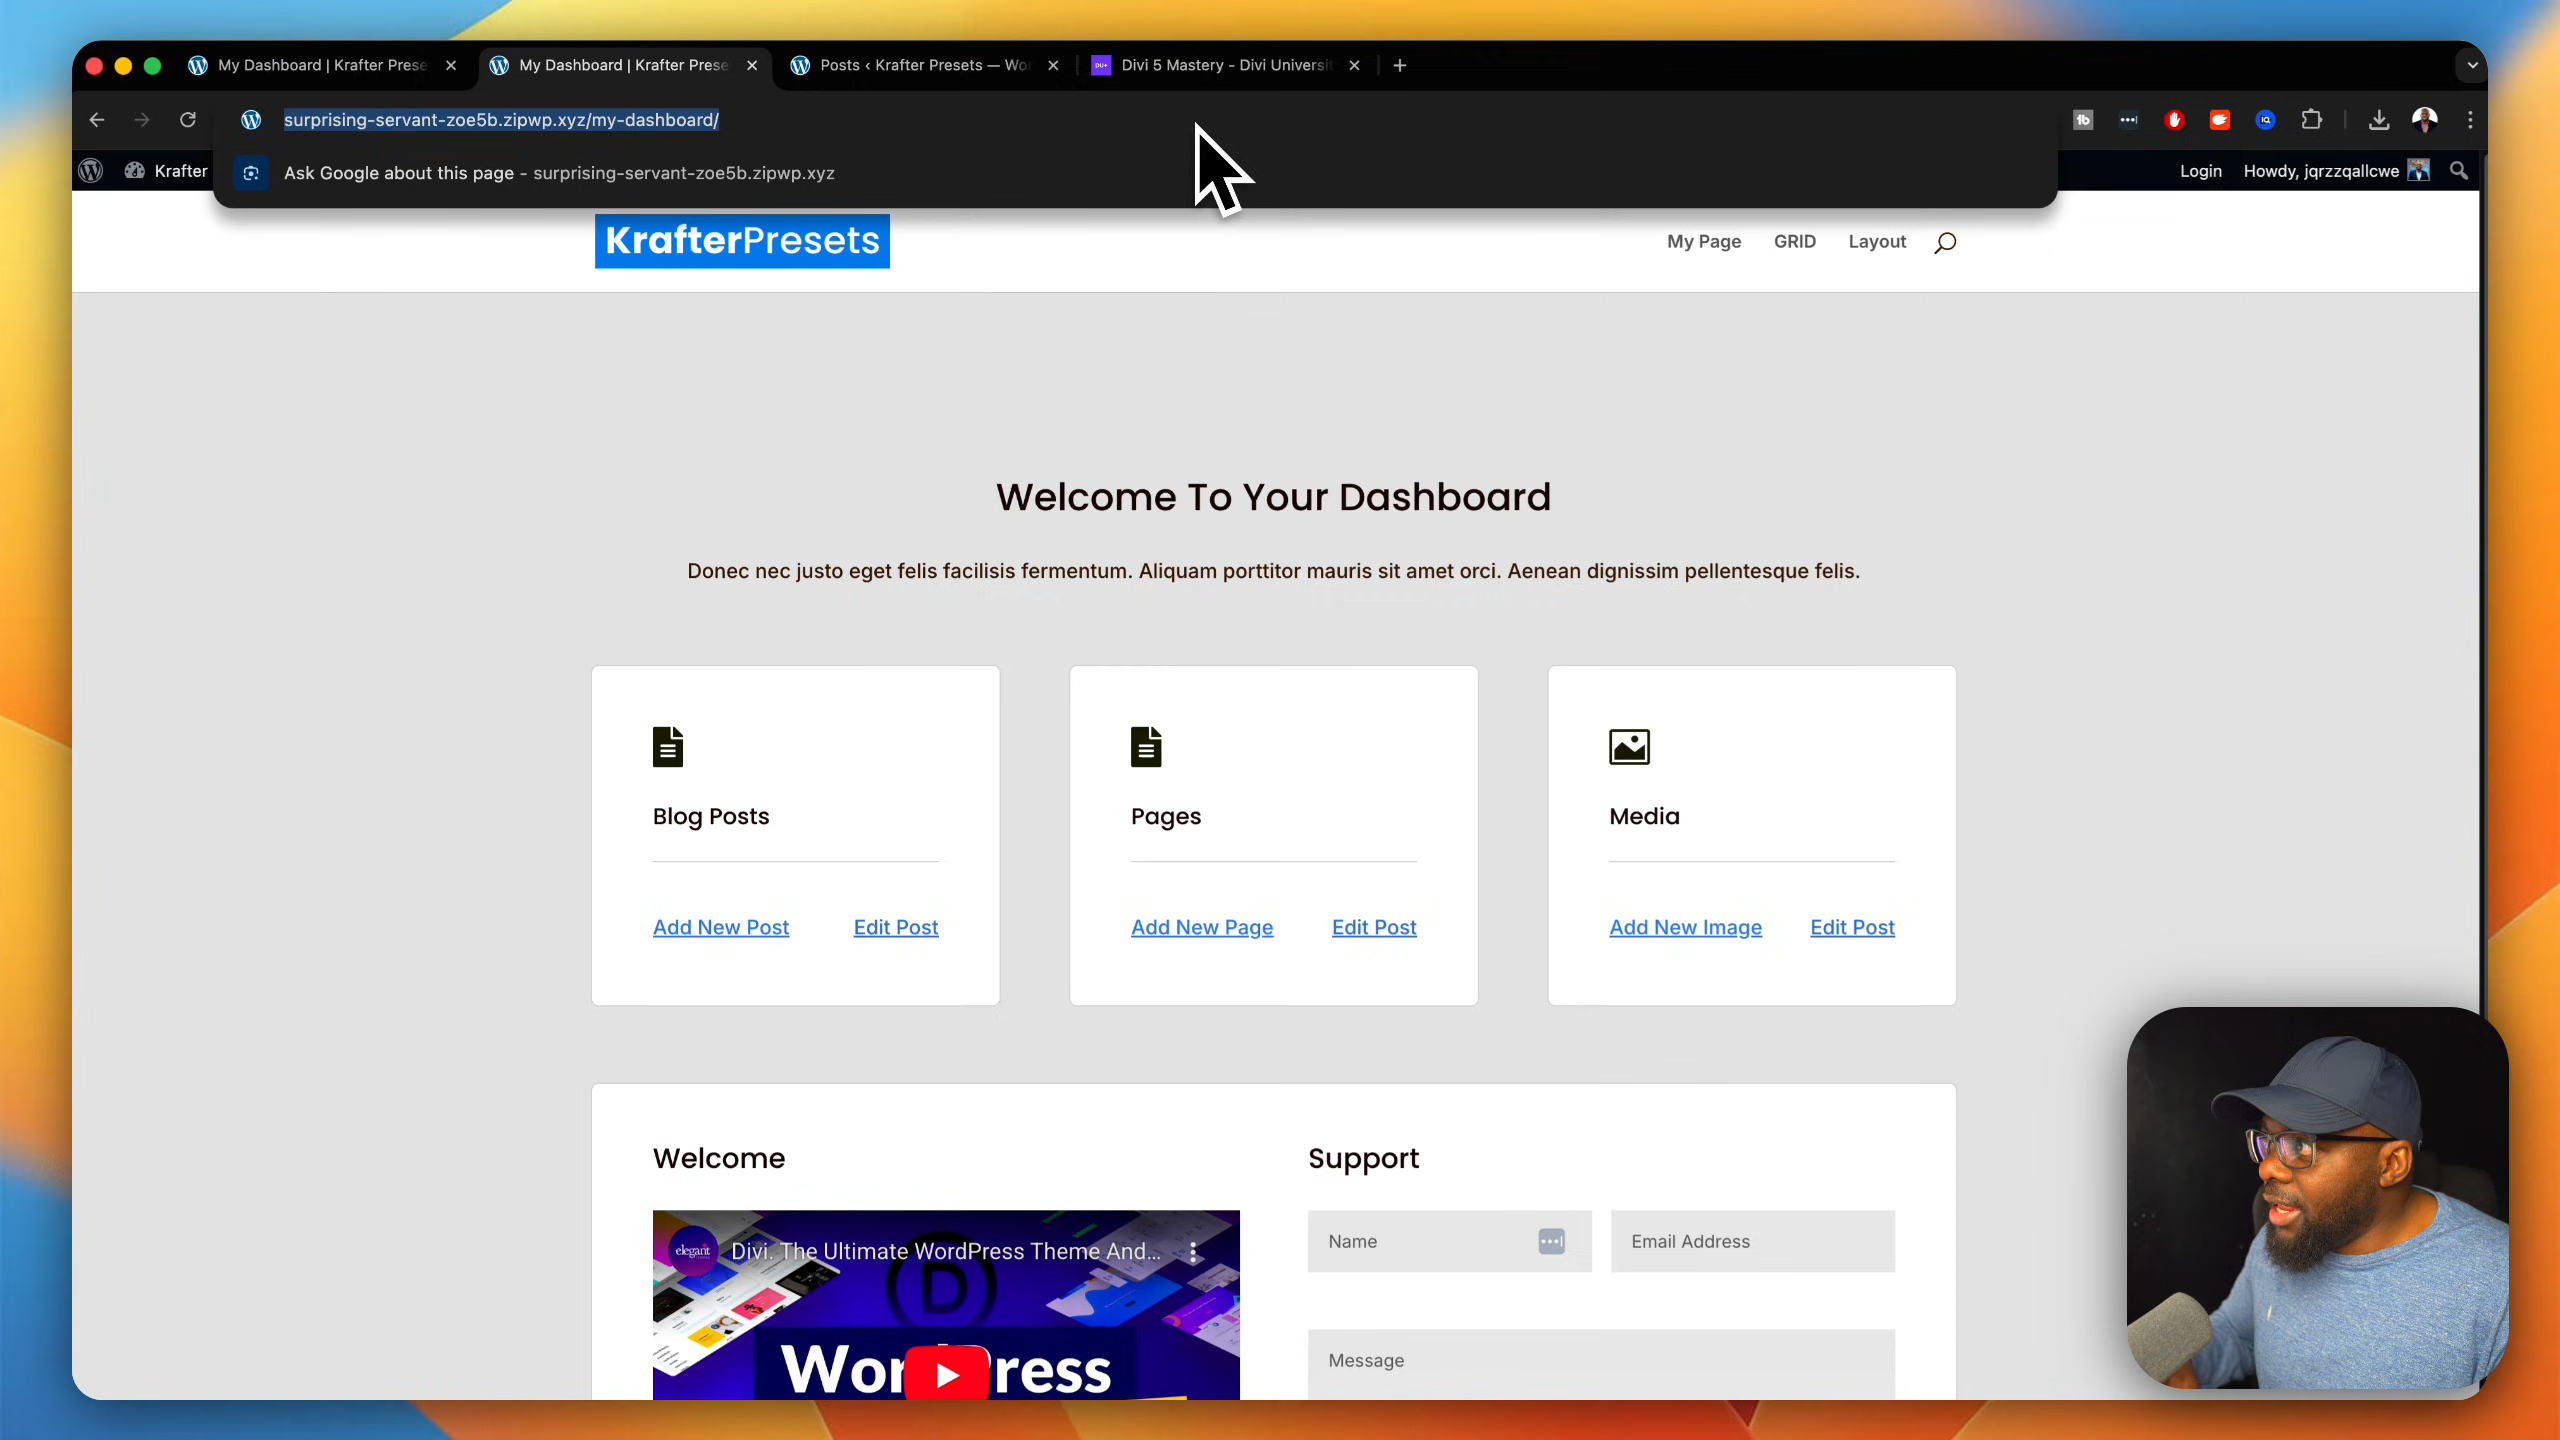 My Dashboard | Krafter Prese
My Dashboard | Krafter Prese
Posts ‹ Krafter Presets — Wor
DU+
Divi 5 Mastery - Divi Universit
surprising-servant-zoe5b.zipwp.xyz/my-dashboard/
Ask Google about this page - surprising-servant-zoe5b.zipwp.xyz
Krafter
Login
Howdy, jqrzzqallcwe
KrafterPresets
My Page
GRID
Layout
Welcome To Your Dashboard
Donec nec justo eget felis facilisis fermentum. Aliquam porttitor mauris sit amet orci. Aenean dignissim pellentesque felis.
Blog Posts
Add New Post
Edit Post
Pages
Add New Page
Edit Post
Media
Add New Image
Edit Post
Welcome
elegant
Divi. The Ultimate WordPress Theme And...
D
WordPress
Support
Name
Email Address
Message